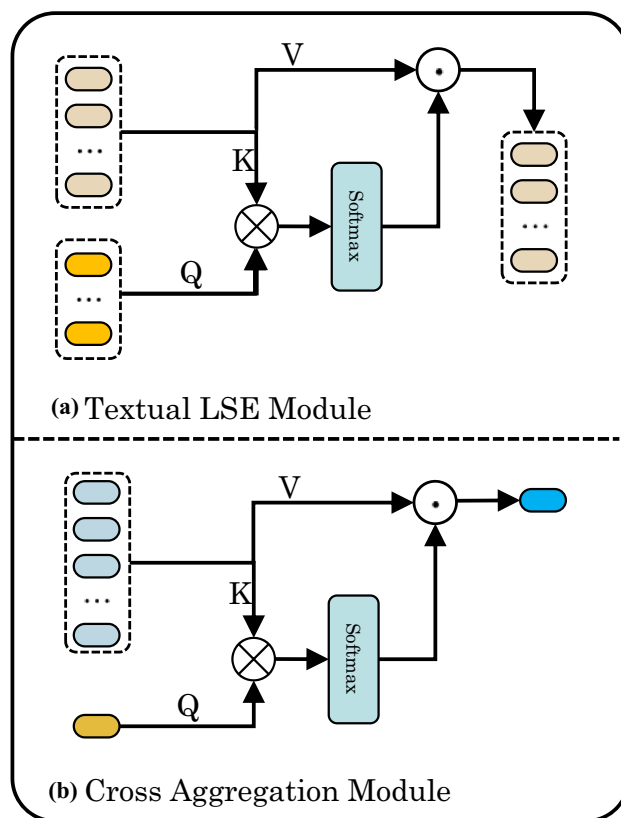 V
K
Softmax
Q
(a) Textual LSE Module
V
K
Softmax
Q
(b) Cross Aggregation Module